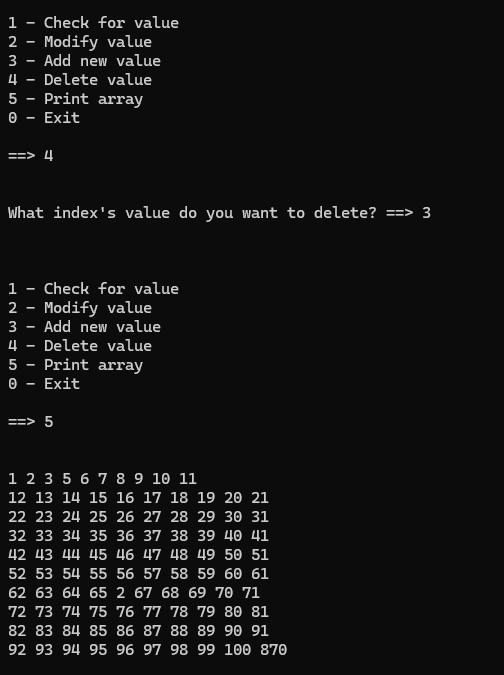 1 – Check for value
2 – Modify value
3 – Add new value
4 – Delete value
5 – Print array
0 – Exit
==> 4
What index's value do you want to delete? ==> 3
1 – Check for value
2 – Modify value
3 – Add new value
4 – Delete value
5 – Print array
0 – Exit
==> 5
1 2 3 5 6 7 8 9 10 11
12 13 14 15 16 17 18 19 20 21
22 23 24 25 26 27 28 29 30 31
32 33 34 35 36 37 38 39 40 41
42 43 44 45 46 47 48 49 50 51
52 53 54 55 56 57 58 59 60 61
62 63 64 65 2 67 68 69 70 71
72 73 74 75 76 77 78 79 80 81
82 83 84 85 86 87 88 89 90 91
92 93 94 95 96 97 98 99 100 870